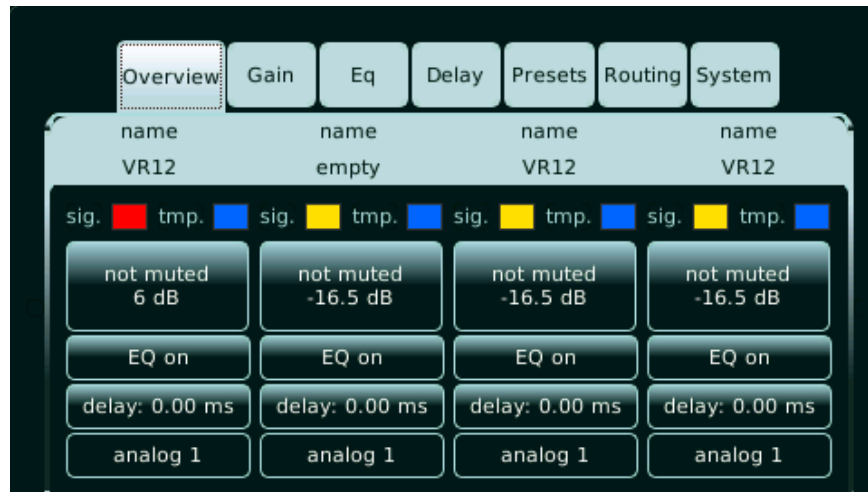 Overview Gain Eq Delay Presets Routing System
name name name name
VR12 empty VR12 VR12
sig. tmp. sig. tmp. sig. tmp. sig. tmp.
not muted not muted not muted not muted
6 dB -16.5 dB -16.5 dB -16.5 dB
EQ on EQ on EQ on EQ on
delay: 0.00 ms delay: 0.00 ms delay: 0.00 ms delay: 0.00 ms
analog 1 analog 1 analog 1 analog 1